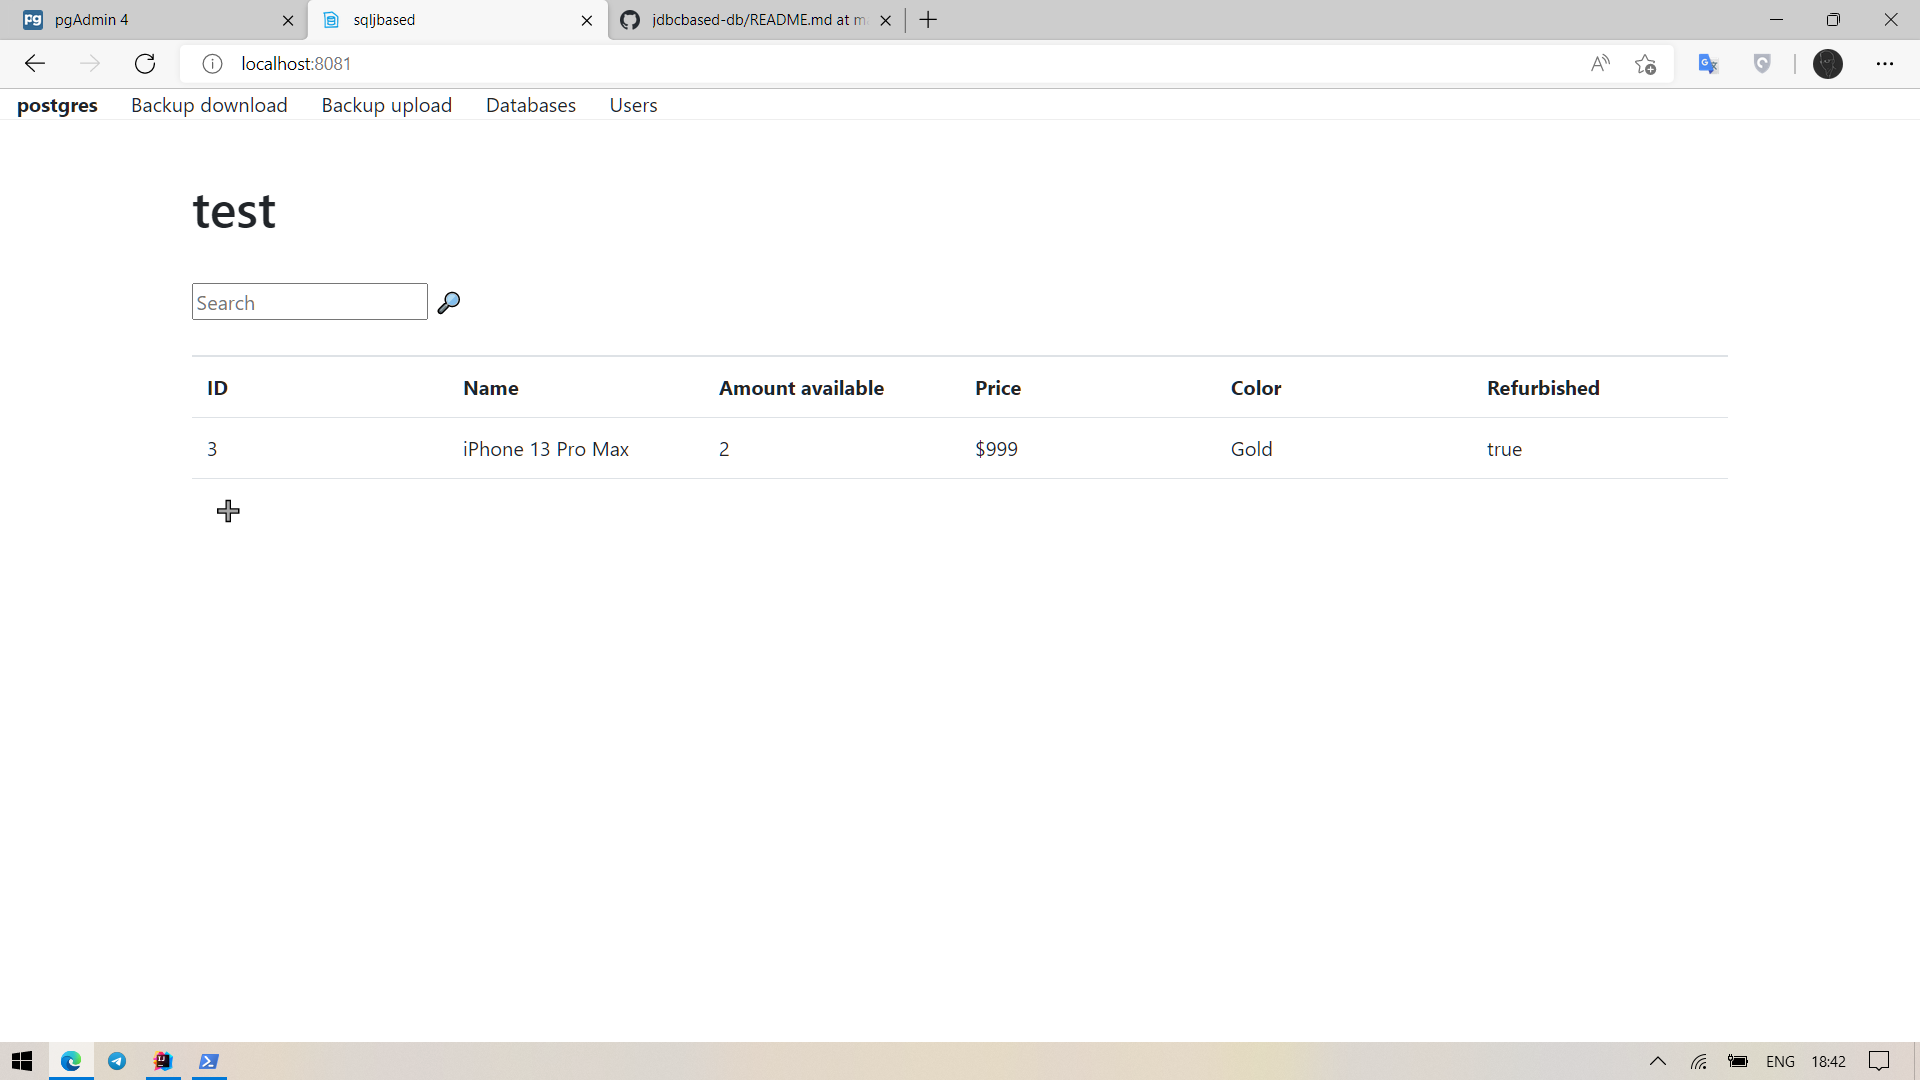 pgAdmin 4
sqljbased
jdbcbased-db/README.md at
localhost:8081
postgres Backup download Backup upload Databases Users
test
Search
ID Name Amount available Price Color Refurbished
3 iPhone 13 Pro Max 2 $999 Gold true
ENG 18:42